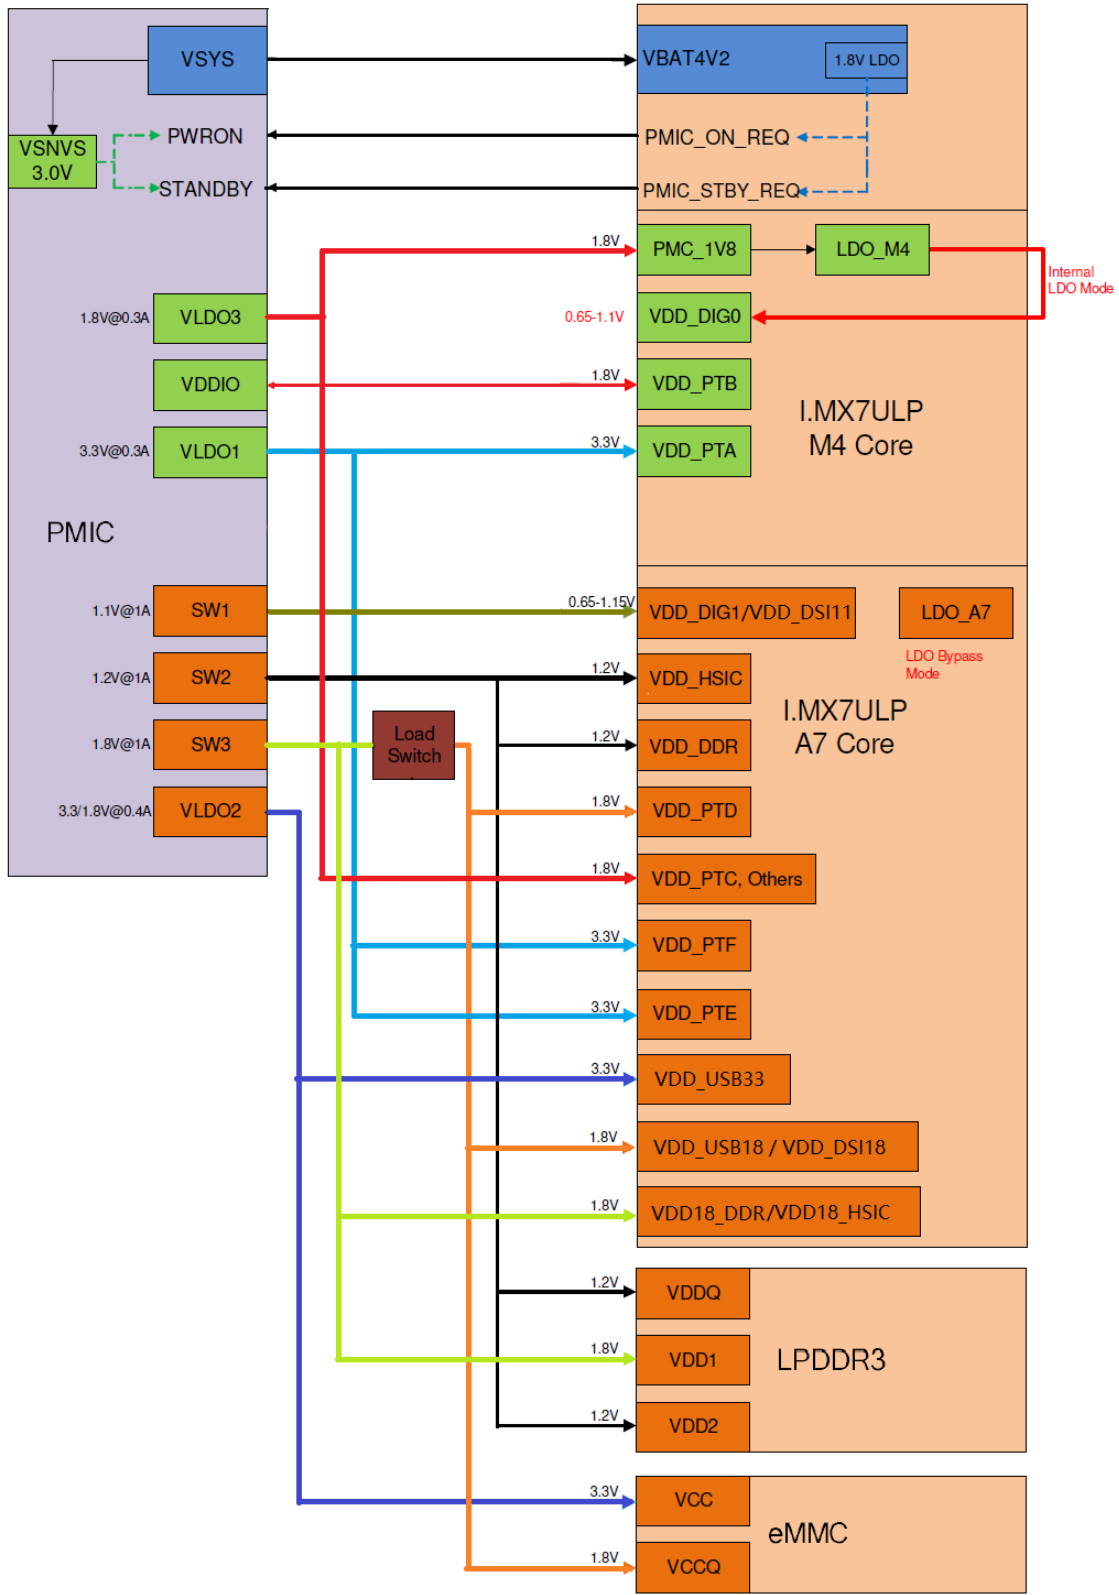 VSYS
VBAT4V2
1.8V LDO
VSNVS
3.0V
PWRON
PMIC_ON_REQ
STANDBY
PMIC_STBY_REQ
1.8V
PMC_1V8
LDO_M4
Internal
LDO Mode
1.8V@0.3A
VLDO3
0.65-1.1V
VDD_DIG0
VDDIO
1.8V
VDD_PTB
I.MX7ULP
M4 Core
3.3V@0.3A
VLDO1
3.3V
VDD_PTA
PMIC
1.1V@1A
SW1
0.65-1.15V
VDD_DIG1/VDD_DSI11
LDO_A7
LDO Bypass
Mode
1.2V@1A
SW2
1.2V
VDD_HSIC
I.MX7ULP
A7 Core
1.8V@1A
SW3
Load
Switch
1.2V
VDD_DDR
3.3/1.8V@0.4A
VLDO2
1.8V
VDD_PTD
1.8V
VDD_PTC, Others
3.3V
VDD_PTF
3.3V
VDD_PTE
3.3V
VDD_USB33
1.8V
VDD_USB18 / VDD_DSI18
1.8V
VDD18_DDR/VDD18_HSIC
1.2V
VDDQ
1.8V
VDD1
LPDDR3
1.2V
VDD2
3.3V
VCC
eMMC
1.8V
VCCQ